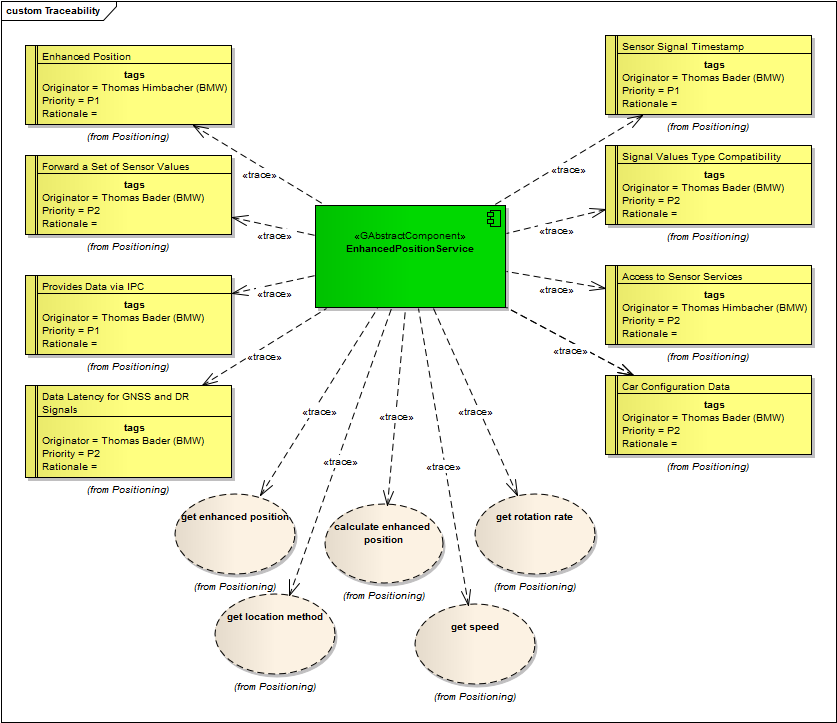 custom Traceability
Enhanced Position
tags
Originator = Thomas Himbacher (BMW)
Priority = P1
Rationale =
(from Positioning)
Forward a Set of Sensor Values
tags
Originator = Thomas Bader (BMW)
Priority = P2
Rationale =
(from Positioning)
Provides Data via IPC
tags
Originator = Thomas Bader (BMW)
Priority = P1
Rationale =
(from Positioning)
Data Latency for GNSS and DR
Signals
tags
Originator = Thomas Bader (BMW)
Priority = P2
Rationale =
(from Positioning)
«trace»
«trace»
«trace»
«trace»
«GAbstractComponent»
EnhancedPositionService
Sensor Signal Timestamp
tags
Originator = Thomas Bader (BMW)
Priority = P1
Rationale =
(from Positioning)
Signal Values Type Compatibility
tags
Originator = Thomas Bader (BMW)
Priority = P2
Rationale =
(from Positioning)
Access to Sensor Services
tags
Originator = Thomas Himbacher (BMW)
Priority = P2
Rationale =
(from Positioning)
Car Configuration Data
tags
Originator = Thomas Bader (BMW)
Priority = P2
Rationale =
(from Positioning)
«trace»
«trace»
«trace»
«trace»
«trace»
«trace»
«trace»
«trace»
«trace»
get enhanced position
(from Positioning)
calculate enhanced
position
(from Positioning)
get rotation rate
(from Positioning)
get location method
(from Positioning)
get speed
(from Positioning)